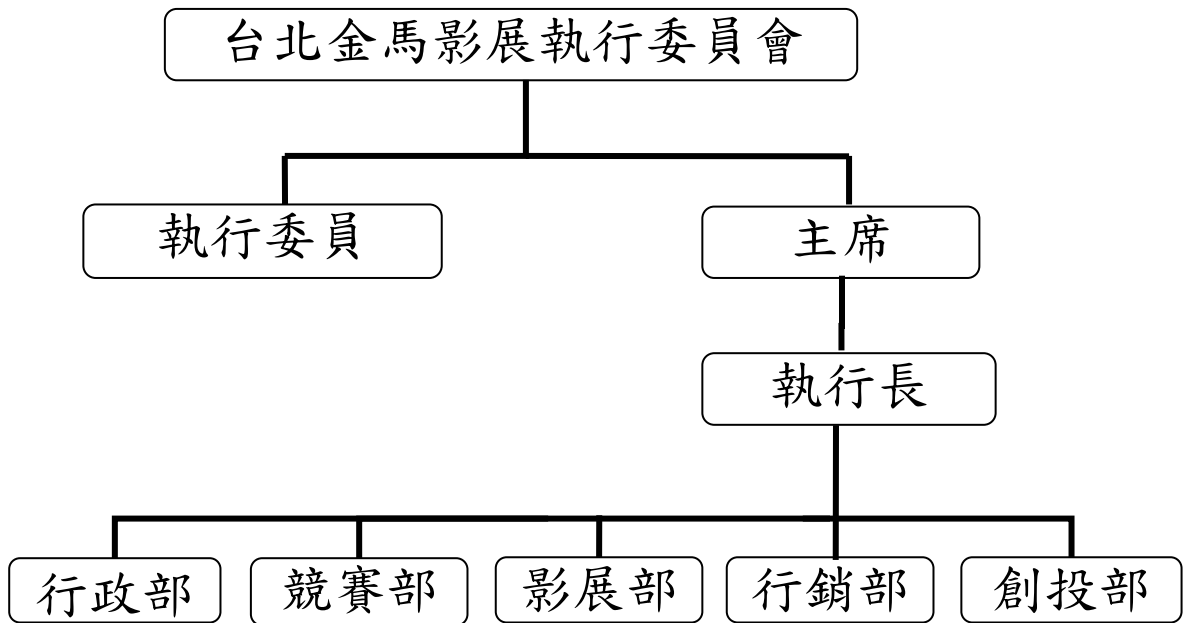 台北金馬影展執行委員會
執行委員
主席
執行長
行政部
競賽部
影展部
行銷部
創投部